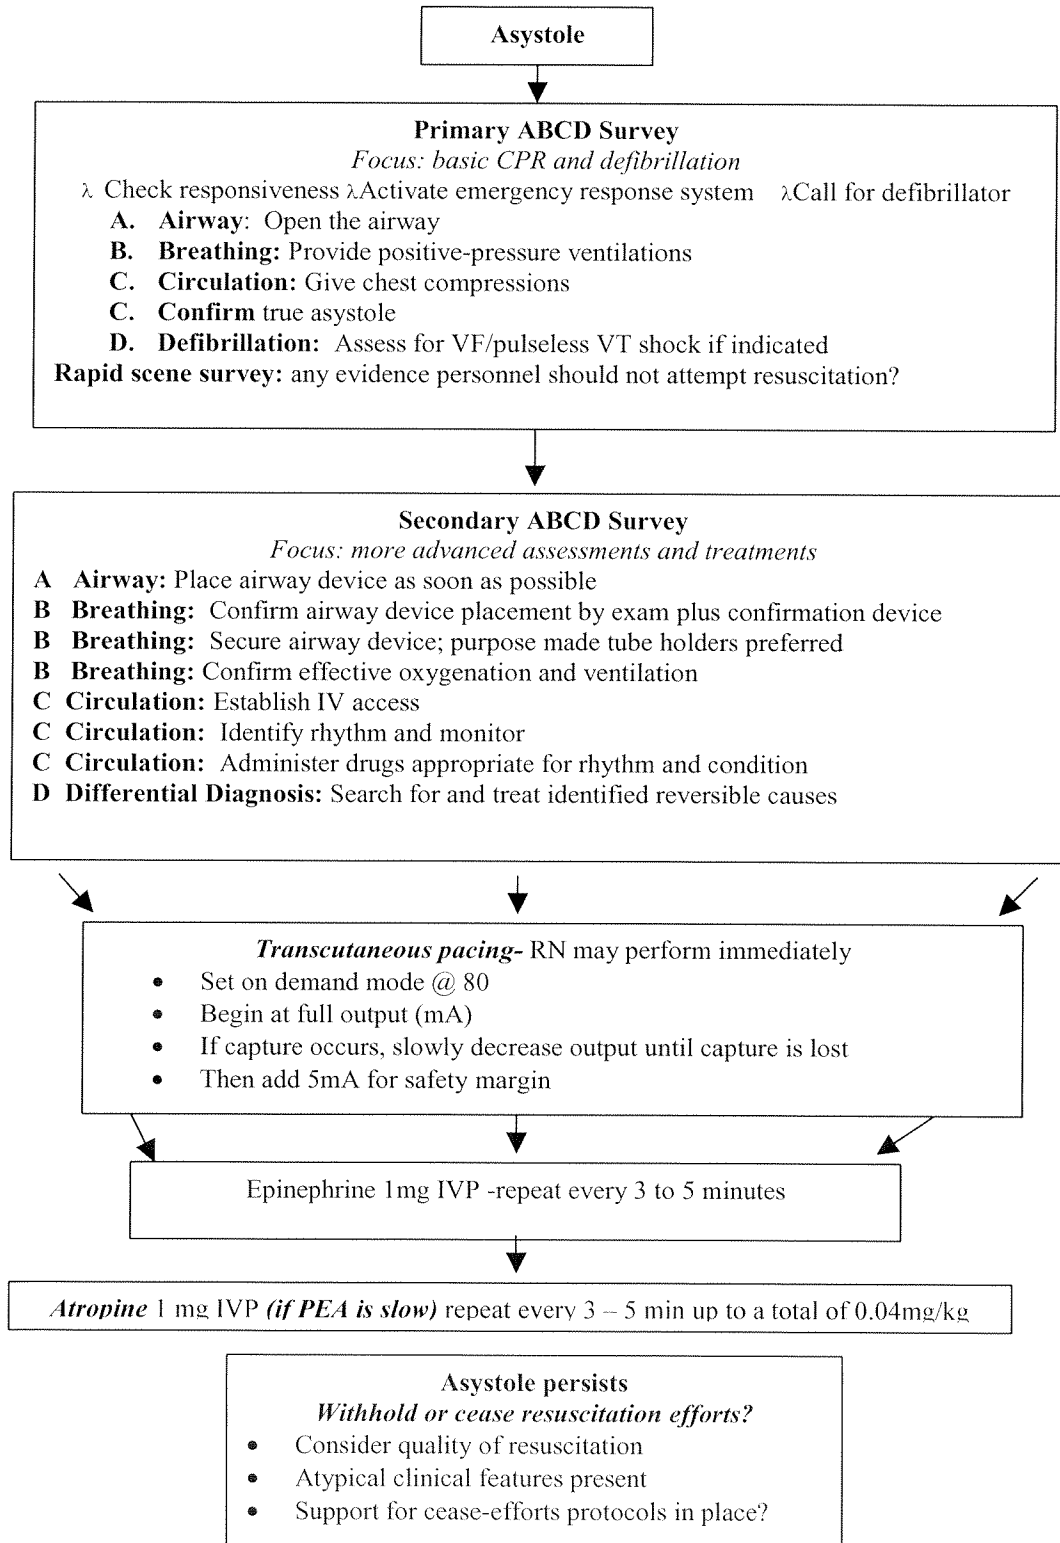 Asystole
Primary ABCD Survey
Focus: basic CPR and defibrillation
λ Check responsiveness λActivate emergency response system λCall for defibrillator
A. Airway: Open the airway
B. Breathing: Provide positive-pressure ventilations
C. Circulation: Give chest compressions
C. Confirm true asystole
D. Defibrillation: Assess for VF/pulseless VT shock if indicated
Rapid scene survey: any evidence personnel should not attempt resuscitation?
Secondary ABCD Survey
Focus: more advanced assessments and treatments
A Airway: Place airway device as soon as possible
B Breathing: Confirm airway device placement by exam plus confirmation device
B Breathing: Secure airway device; purpose made tube holders preferred
B Breathing: Confirm effective oxygenation and ventilation
C Circulation: Establish IV access
C Circulation: Identify rhythm and monitor
C Circulation: Administer drugs appropriate for rhythm and condition
D Differential Diagnosis: Search for and treat identified reversible causes
Transcutaneous pacing- RN may perform immediately
• Set on demand mode @ 80
• Begin at full output (mA)
• If capture occurs, slowly decrease output until capture is lost
• Then add 5mA for safety margin
Epinephrine 1mg IVP -repeat every 3 to 5 minutes
Atropine 1 mg IVP (if PEA is slow) repeat every 3 – 5 min up to a total of 0.04mg/kg
Asystole persists
Withhold or cease resuscitation efforts?
• Consider quality of resuscitation
• Atypical clinical features present
• Support for cease-efforts protocols in place?